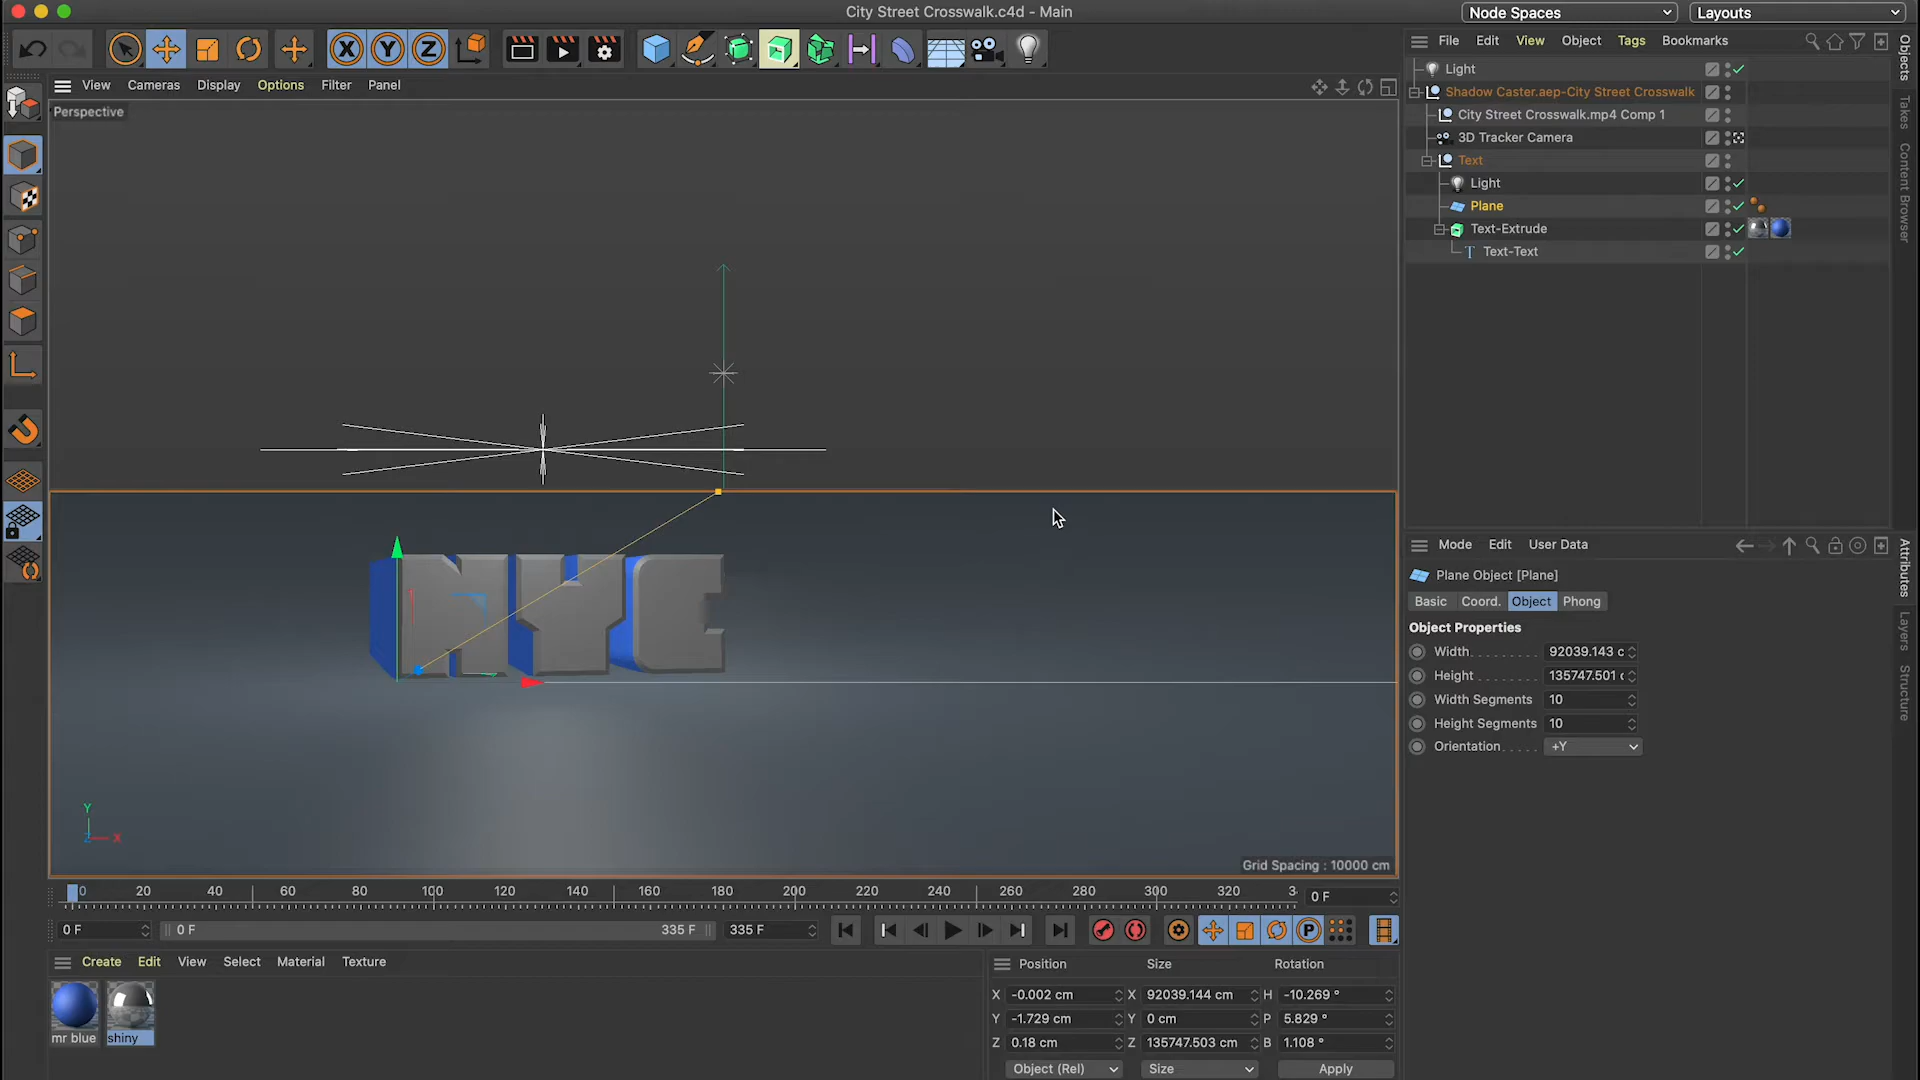 City Street Crosswalk.c4d - Main
Node Spaces
Layouts
File Edit View Object Tags Bookmarks
View Cameras Display Options Filter Panel
Perspective
Light
Shadow Caster.aep-City Street Crosswalk
City Street Crosswalk.mp4 Comp 1
3D Tracker Camera
Text
Light
Plane
Text-Extrude
Text-Text
Objects
Takes
Content Browser
NYC
Y
Z
X
Grid Spacing : 10000 cm
Mode Edit User Data
Plane Object [Plane]
Basic Coord. Object Phong
Object Properties
Width 92039.143 c
Height 135747.501 c
Width Segments 10
Height Segments 10
Orientation +Y
Attributes
Layers
Structure
0 20 40 60 80 100 120 140 160 180 200 220 240 260 280 300 320 3
0 F
0 F
0 F
335 F
335 F
P
Create Edit View Select Material Texture
mr blue
shiny
Position Size Rotation
X -0.002 cm X 92039.144 cm H -10.269 °
Y -1.729 cm Y 0 cm P 5.829 °
Z 0.18 cm Z 135747.503 cm B 1.108 °
Object (Rel) Size Apply